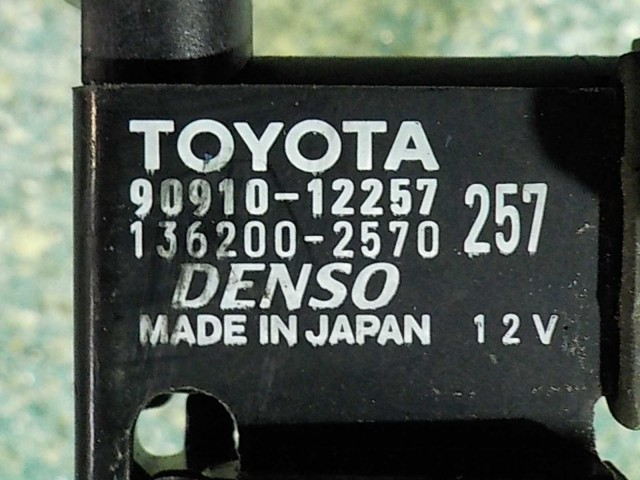 TOYOTA
90910-12257
136200-2570 257
DENSO
MADE IN JAPAN 12V